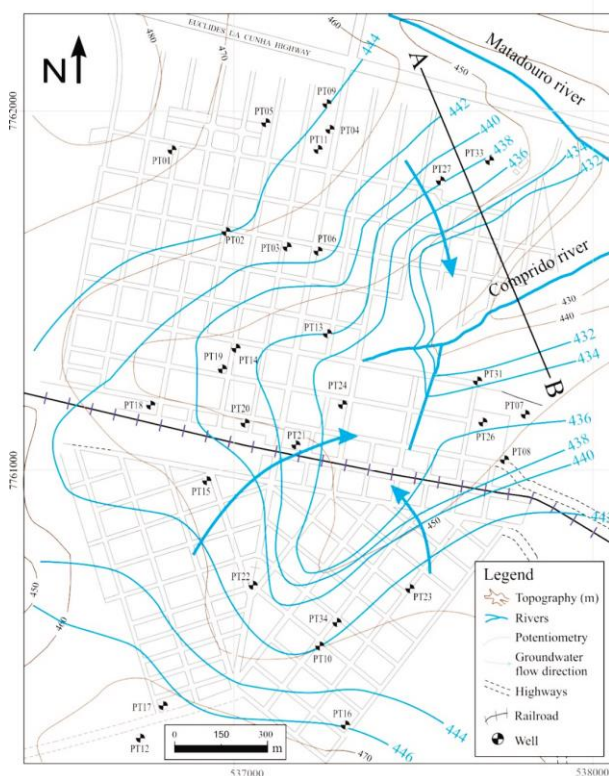 EUCLIDES LA CUNHA HIGHWAY
460
470
480
444
450
A
Matadouro river
N
7762000
PT09
442
PT05
PT04
440
PT11
PT33
438
PT01
436
434
PT27
432
PT02
PT03
PT06
Comprido river
430
440
PT13
432
PT19
PT14
434
PT31
B
PT18
PT24
PT07
436
PT20
PT26
PT21
438
PT08
440
7761000
PT15
450
44
450
460
PT22
PT23
PT34
PT10
Legend
Topography (m)
Rivers
Potentiometry
Groundwater
flow direction
Highways
Railroad
Well
PT17
PT16
444
PT12
0 150 300
m
446
470
537000
538000